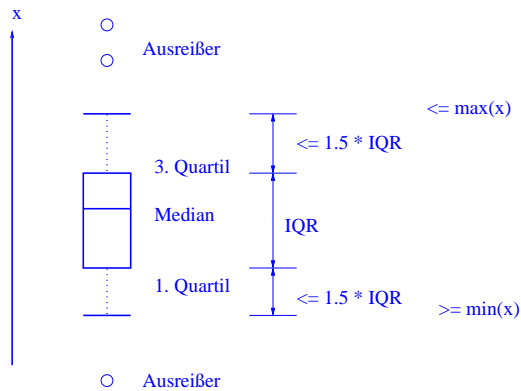 x
Ausreißer
<= max(x)
<= 1.5 * IQR
3. Quartil
Median
IQR
1. Quartil
<= 1.5 * IQR
>= min(x)
Ausreißer